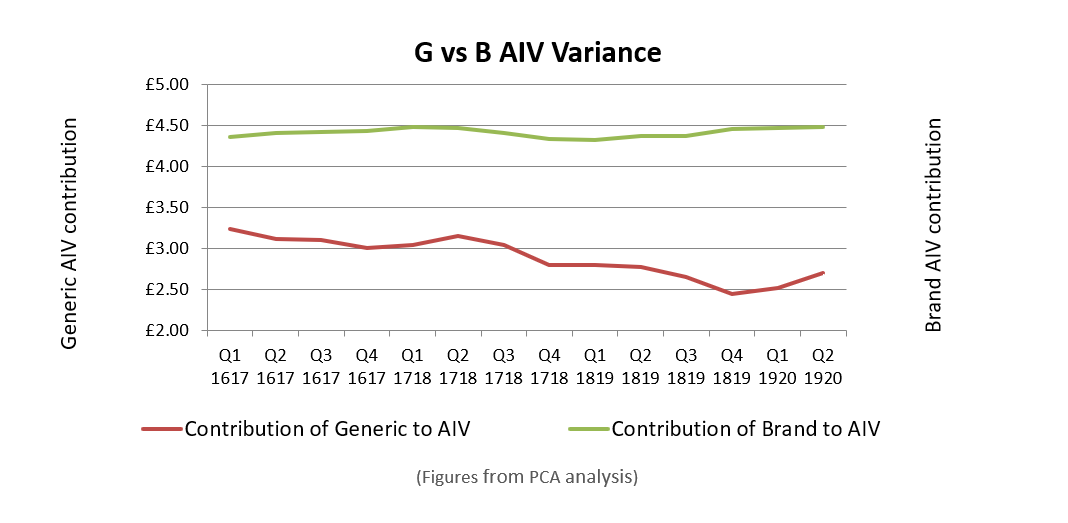 G vs B AIV Variance
Generic AIV contribution
£5.00
£4.50
£4.00
£3.50
£3.00
£2.50
£2.00
Brand AIV contribution
Q1 Q2 Q3 Q4 Q1 Q2 Q3 Q4 Q1 Q2 Q3 Q4 Q1 Q2
1617 1617 1617 1617 1718 1718 1718 1718 1819 1819 1819 1819 1920 1920
Contribution of Generic to AIV Contribution of Brand to AIV
(Figures from PCA analysis)